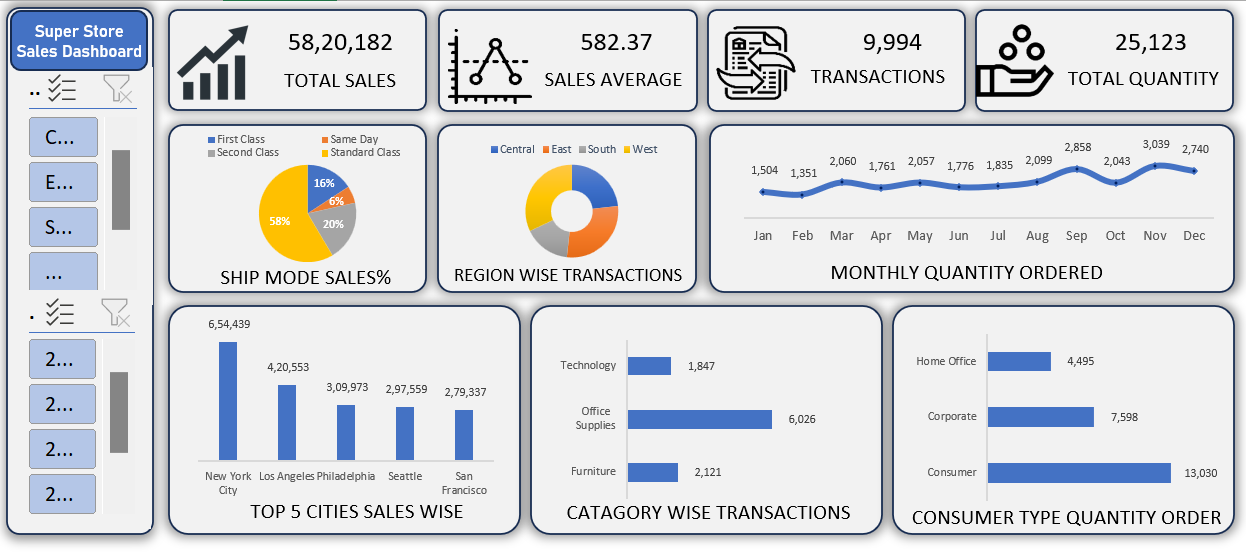 Super Store
Sales Dashboard
..
C...
E...
S...
...
.
2...
2...
2...
2...
58,20,182
TOTAL SALES
582.37
SALES AVERAGE
9,994
TRANSACTIONS
25,123
TOTAL QUANTITY
First Class Same Day
Second Class Standard Class
16%
6%
20%
58%
SHIP MODE SALES%
Central East South West
REGION WISE TRANSACTIONS
1,504 1,351 2,060 1,761 2,057 1,776 1,835 2,099 2,858 2,043 3,039 2,740
Jan Feb Mar Apr May Jun Jul Aug Sep Oct Nov Dec
MONTHLY QUANTITY ORDERED
6,54,439
4,20,553
3,09,973
2,97,559
2,79,337
New York City
Los Angeles
Philadelphia
Seattle
San Francisco
TOP 5 CITIES SALES WISE
Technology 1,847
Office Supplies 6,026
Furniture 2,121
CATAGORY WISE TRANSACTIONS
Home Office 4,495
Corporate 7,598
Consumer 13,030
CONSUMER TYPE QUANTITY ORDER